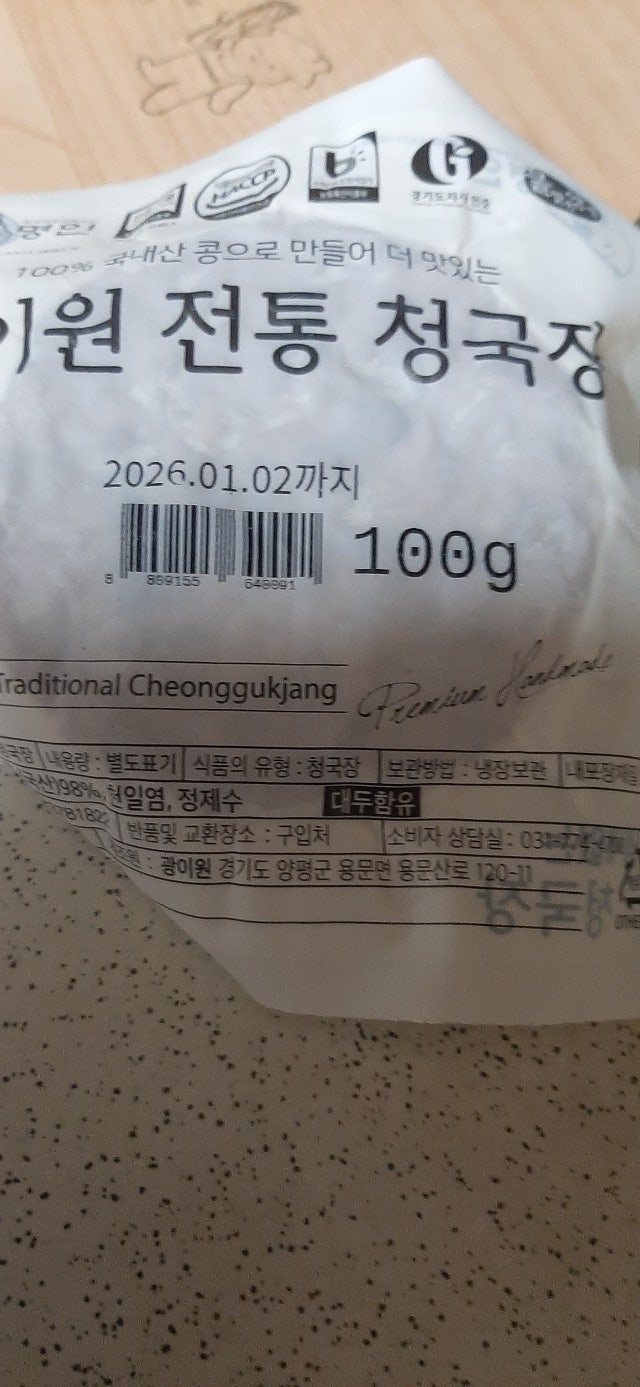 HACCP
100% 국내산 콩으로 만들어 더 맛있는
이원 전통 청국장
2026.01.02까지
100g
8 809155
Traditional Cheonggukjang
Premium Handmade
내용량 : 별도표기 식품의 유형 : 청국장 보관방법 : 냉장보관
98%, 천일염, 정제수 대두함유
반품및 교환장소 : 구입처 소비자 상담실 :
광이원 경기도 양평군 용문면 용문산로 120-11